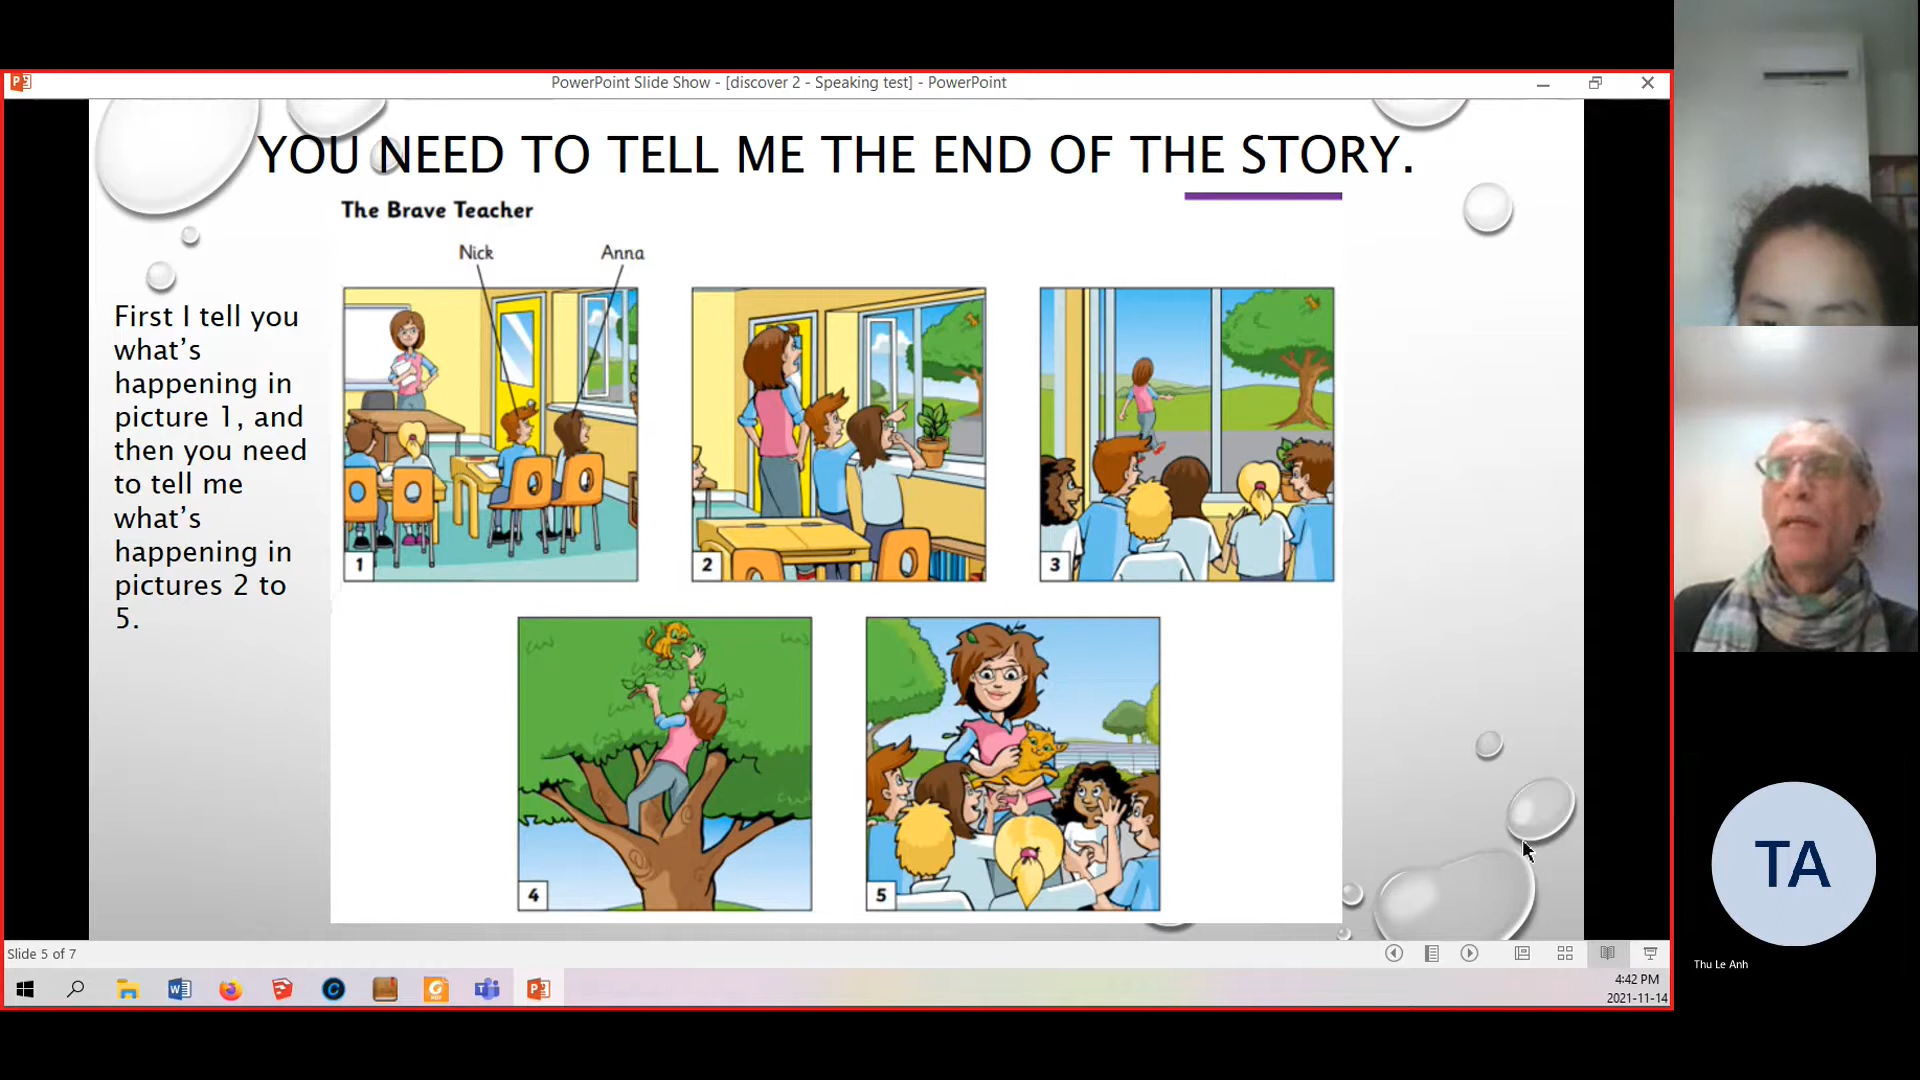 PowerPoint Slide Show - [discover 2 - Speaking test] - PowerPoint
YOU NEED TO TELL ME THE END OF THE STORY.
The Brave Teacher
Nick
Anna
First I tell you
what's
happening in
picture 1, and
then you need
to tell me
what's
happening in
pictures 2 to
5.
1
2
3
4
5
TA
Thu Le Anh
Slide 5 of 7
4:42 PM
2021-11-14